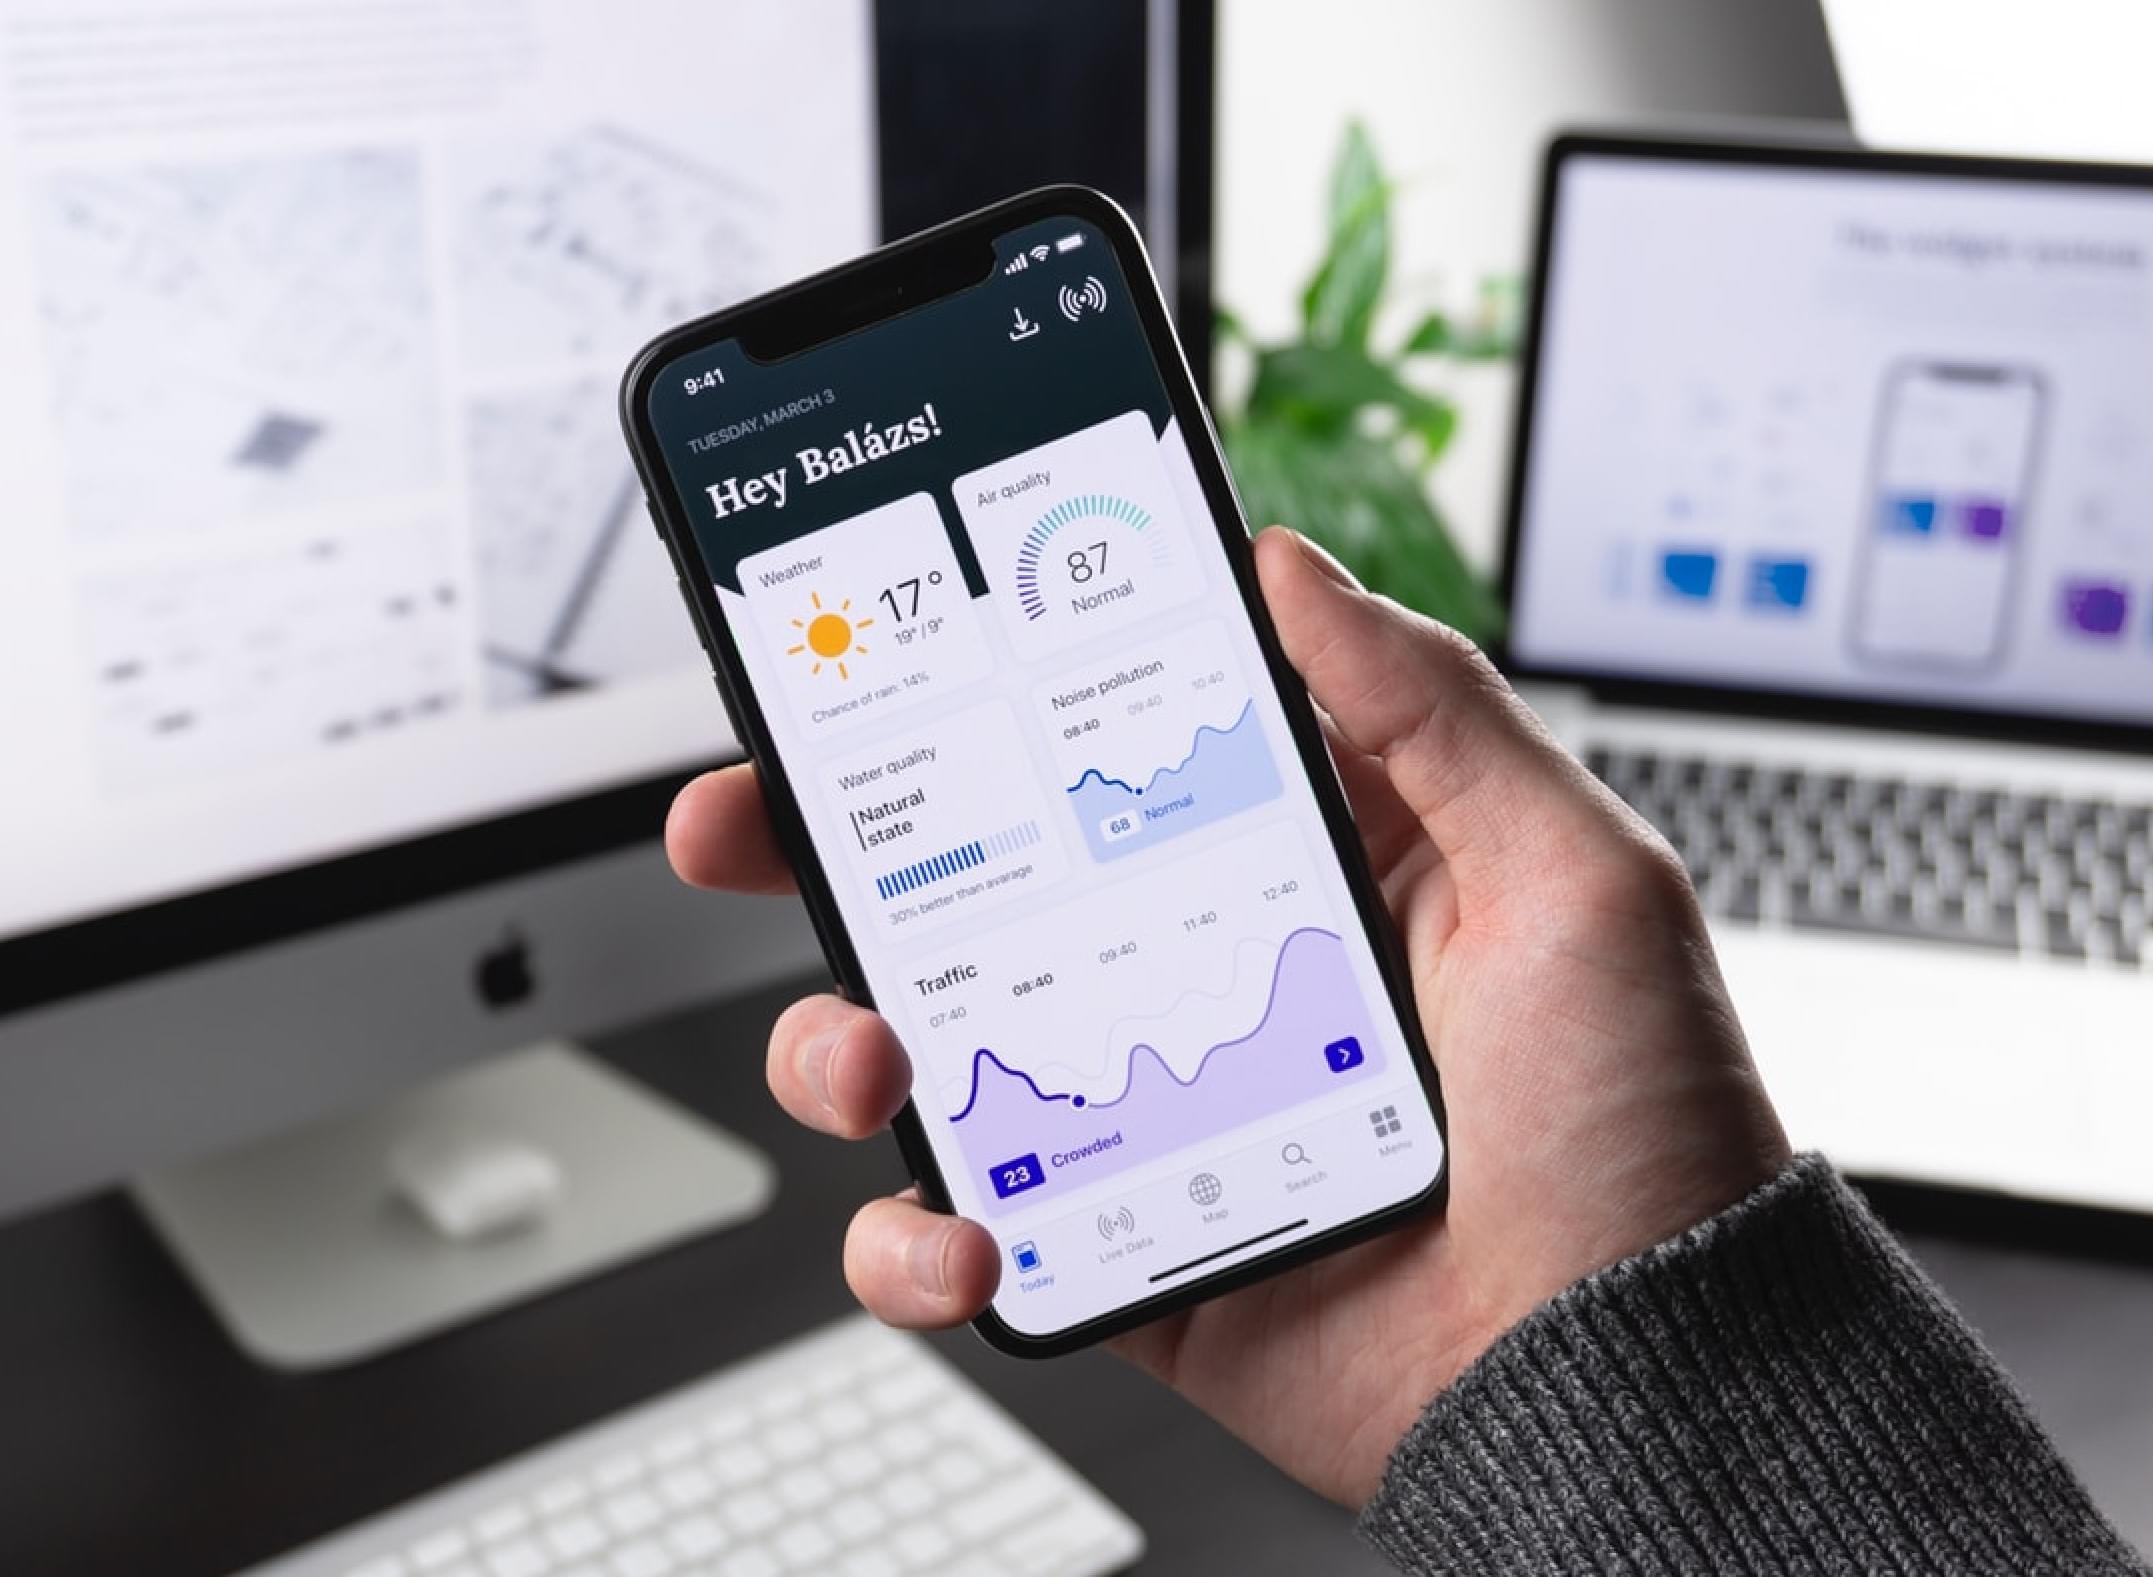 9:41
TUESDAY, MARCH 3
Hey Balázs!
Weather
17°
19° / 9°
Chance of rain: 14%
Air quality
87
Normal
Water quality
Natural
state
30% better than avarage
Noise pollution
08:40 09:40 10:40
68 Normal
Traffic
07:40 08:40 09:40 11:40 12:40
23 Crowded
Today Live Data Map Search Menu